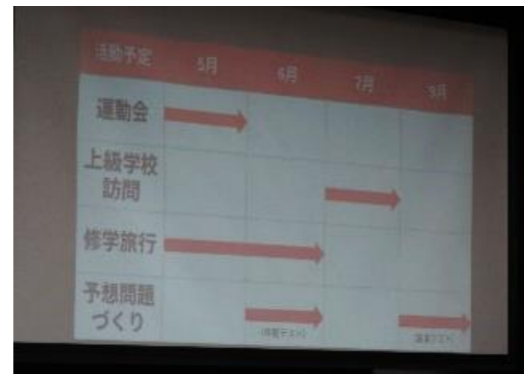 活動予定 5月 6月 7月 9月
運動会
上級学校
訪問
修学旅行
予想問題
づくり